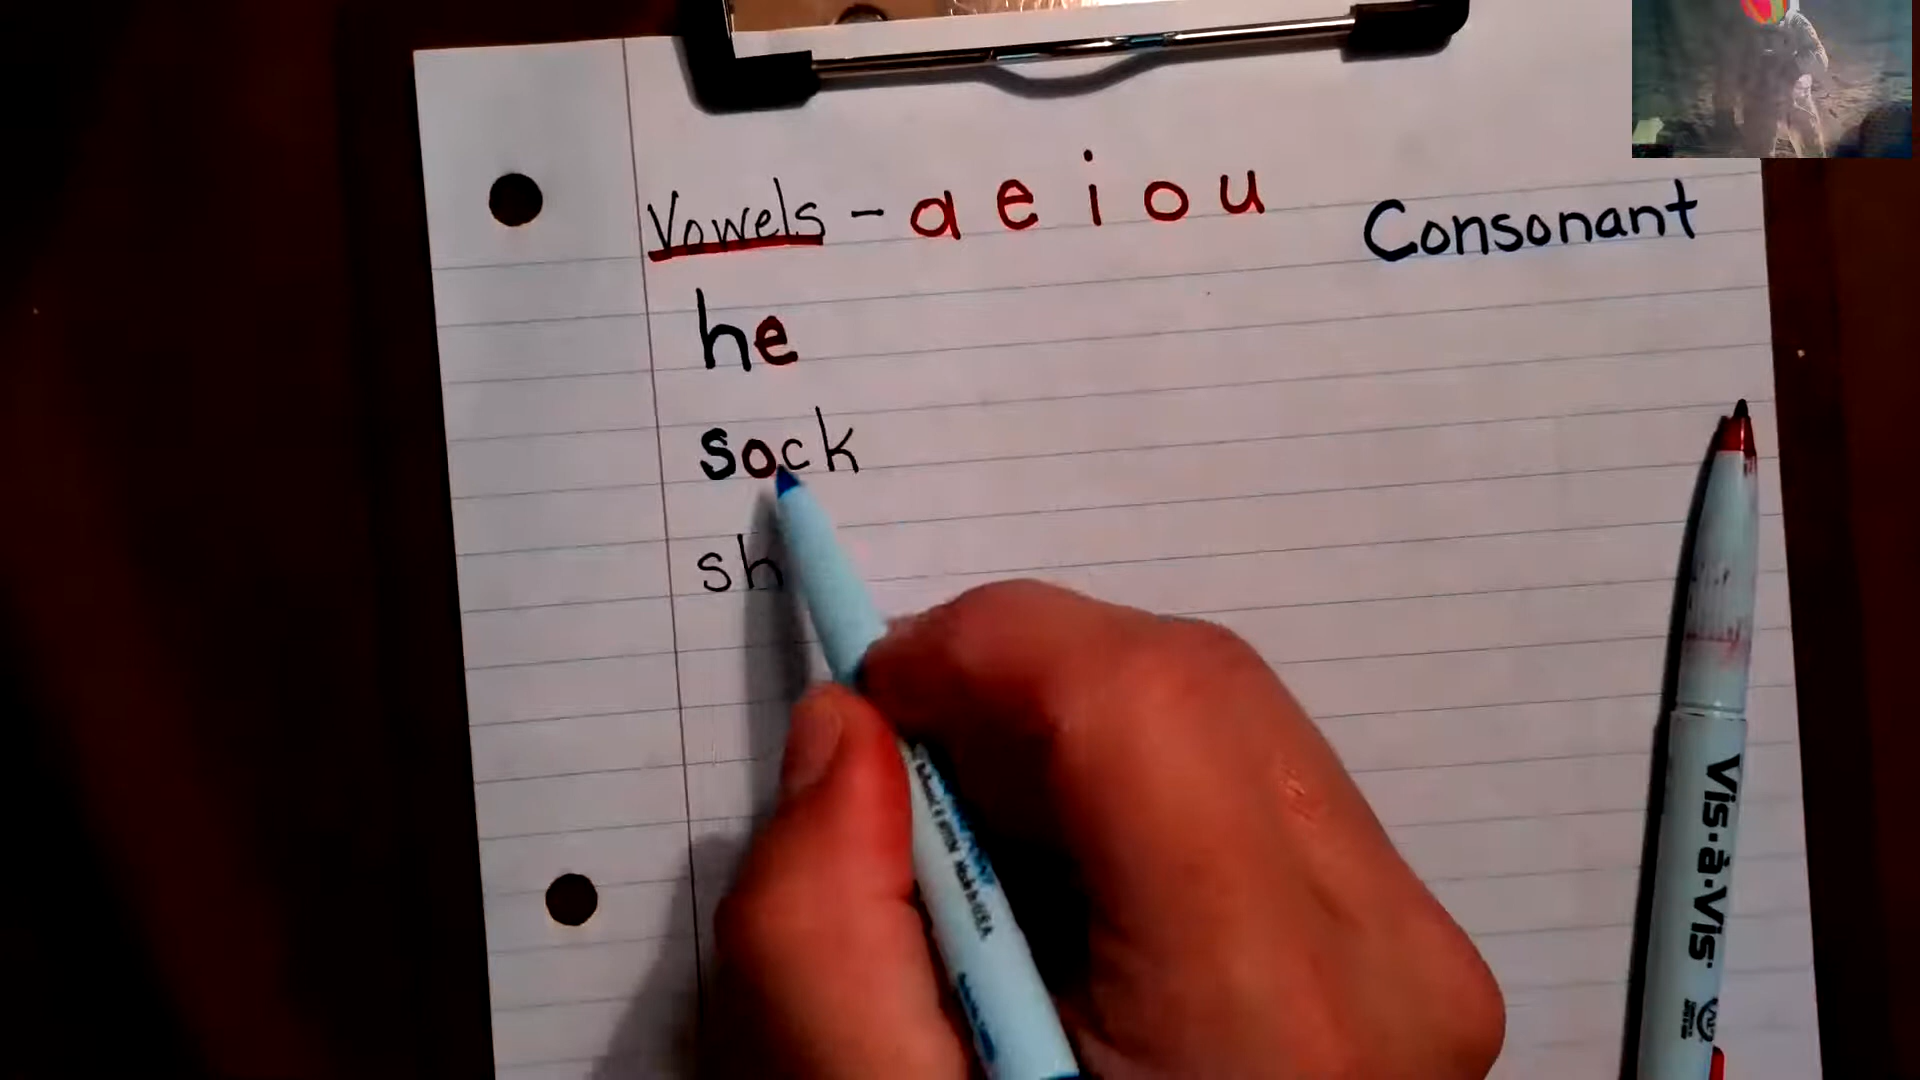 Vowels - a e i o u Consonant
he
sock
sh
Vis·à·Vis